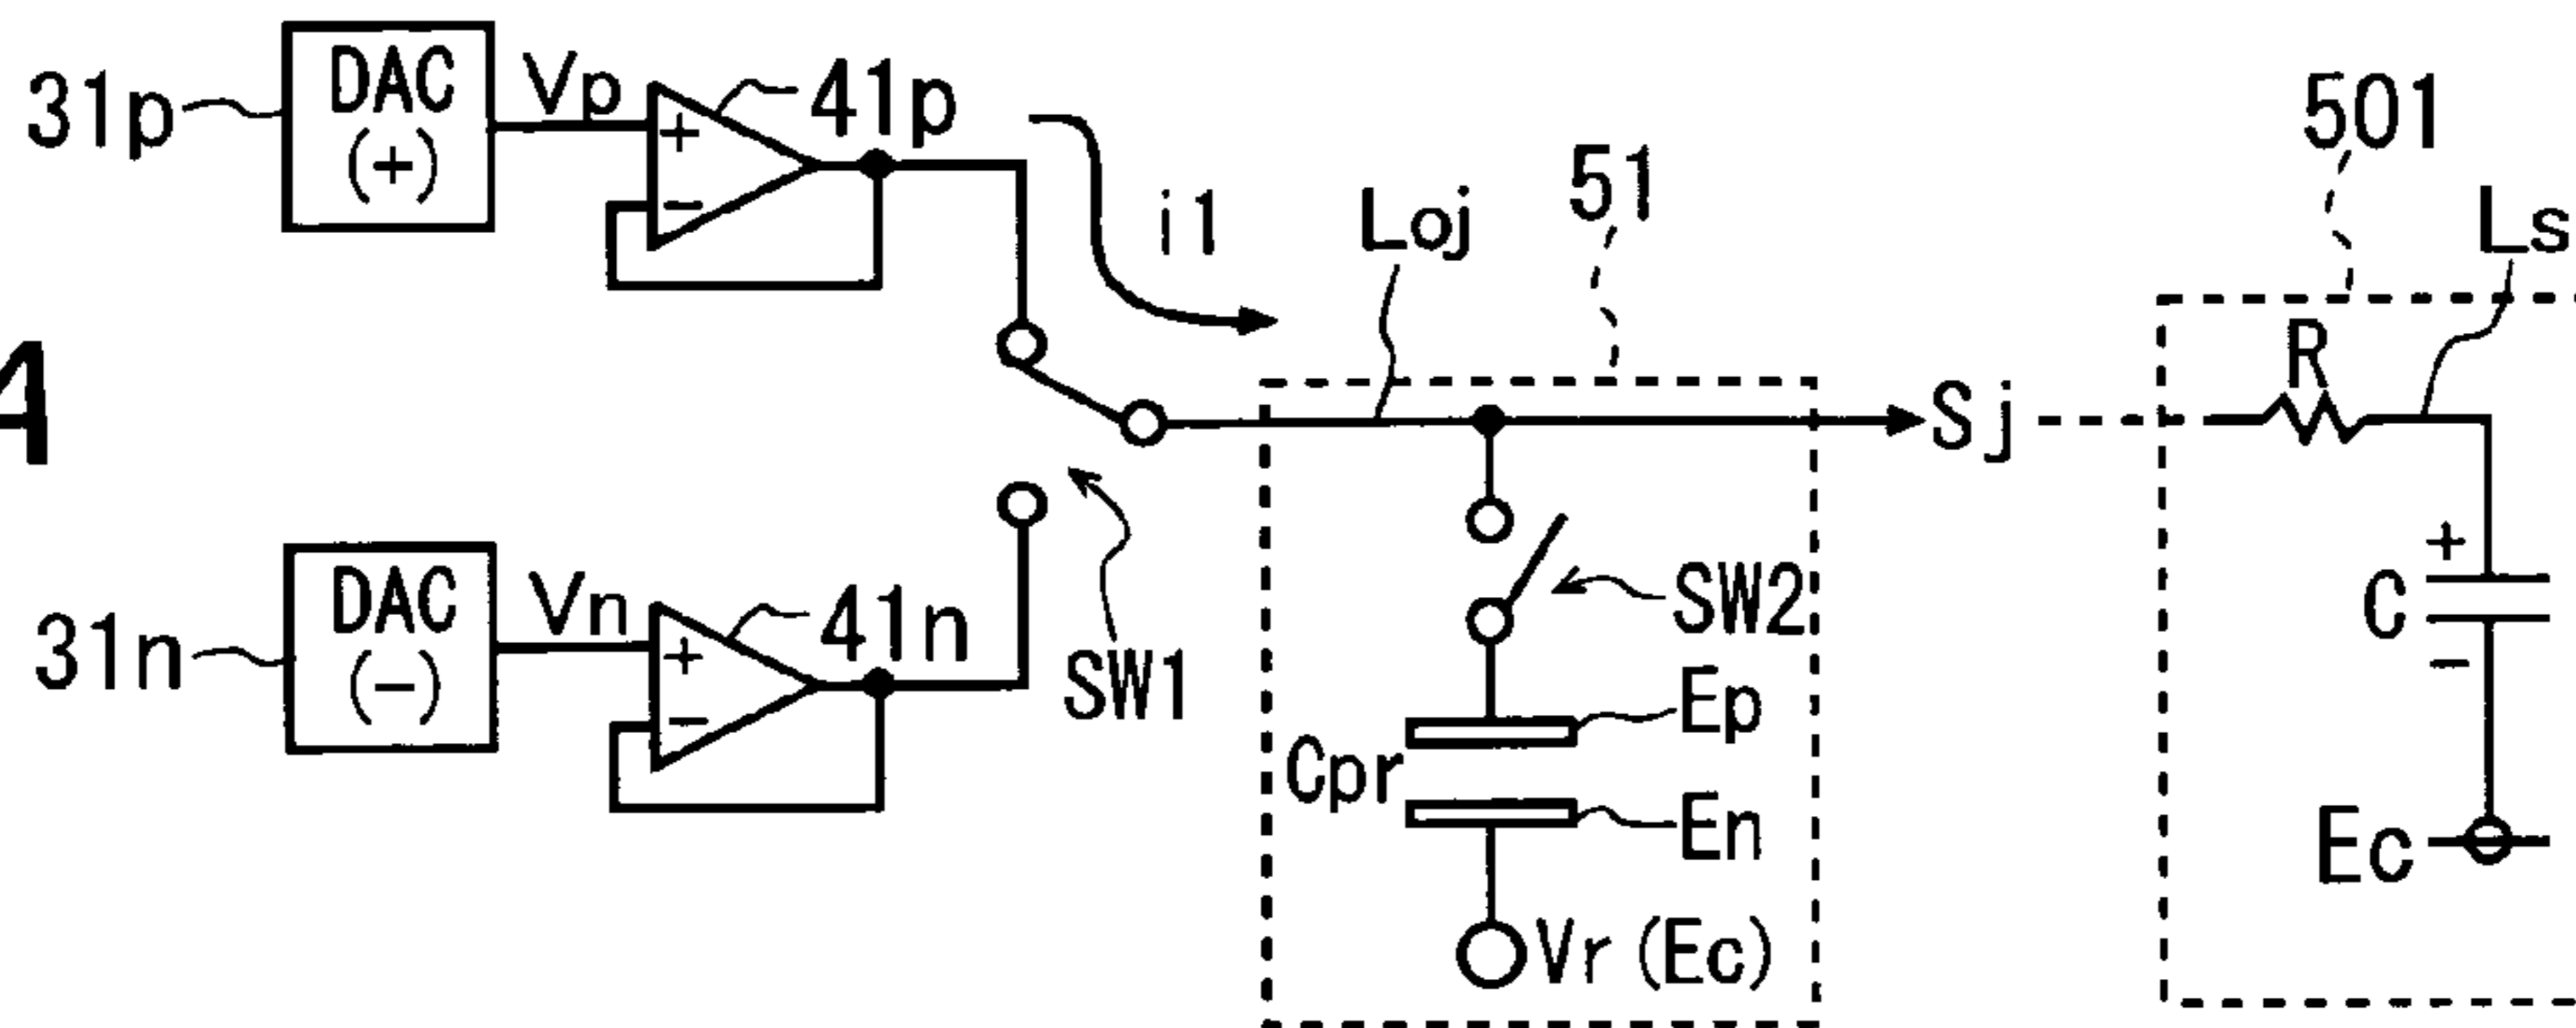 31p
DAC
(+)
Vp
+
−
41p
i1
Loj
51
501
Ls
4
R
Sj
31n
DAC
(−)
Vn
+
−
41n
SW1
SW2
Cpr
Ep
En
Vr (Ec)
+
C
−
Ec